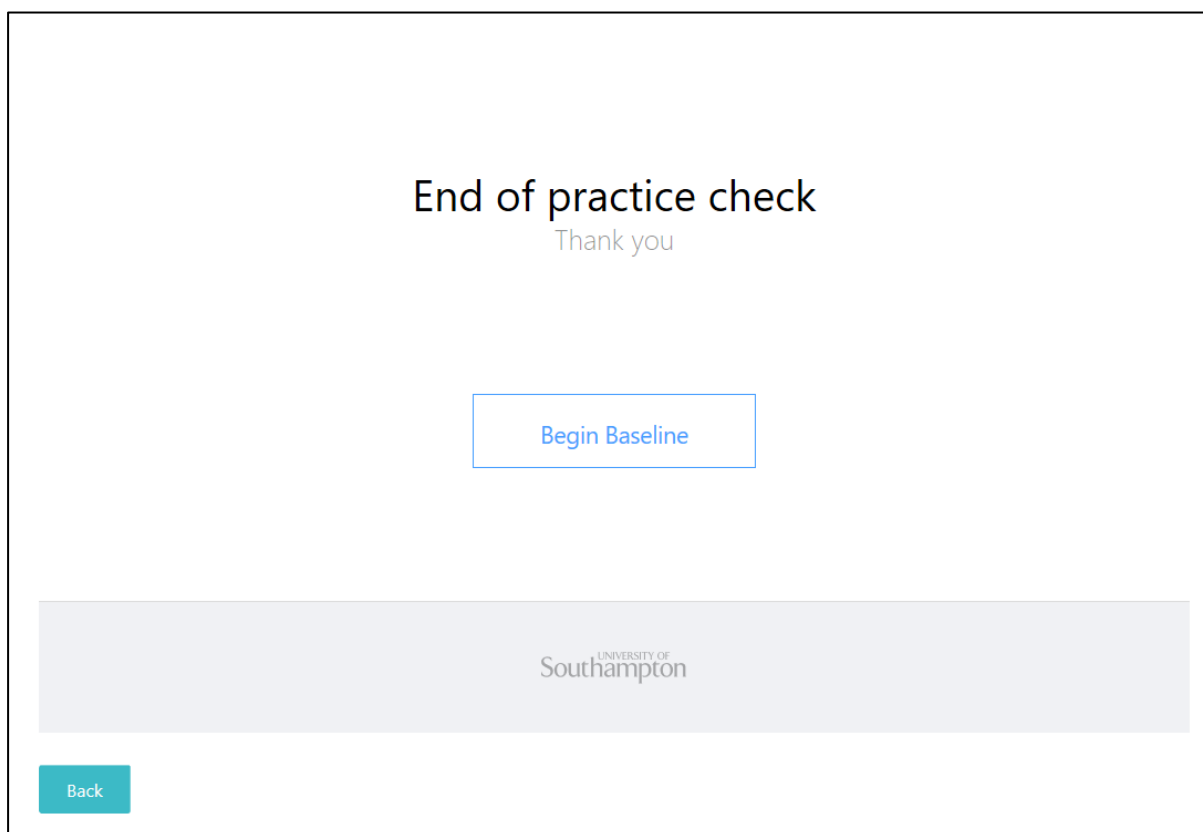 End of practice check
Thank you
Begin Baseline
UNIVERSITY OF
Southampton
Back